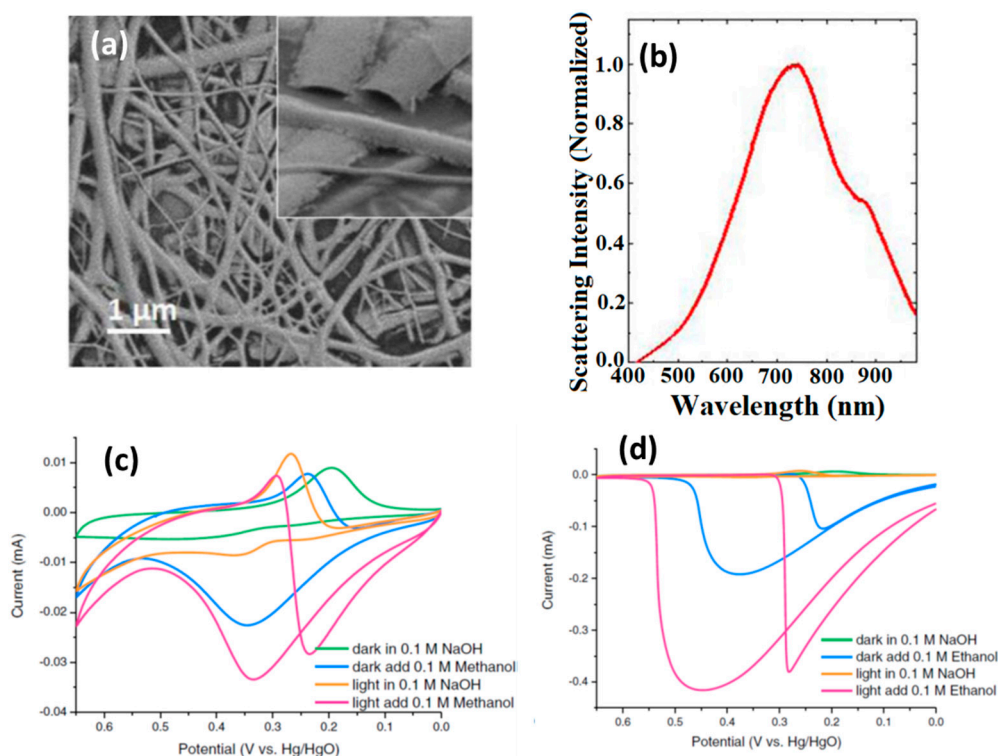 (a)
1 μm
(b)
Scattering Intensity (Normalized)
1.0
0.8
0.6
0.4
0.2
0.0
400 500 600 700 800 900
Wavelength (nm)
(c)
Current (mA)
0.01
0.00
-0.01
-0.02
-0.03
-0.04
dark in 0.1 M NaOH
dark add 0.1 M Methanol
light in 0.1 M NaOH
light add 0.1 M Methanol
0.6 0.5 0.4 0.3 0.2 0.1 0.0
Potential (V vs. Hg/HgO)
(d)
Current (mA)
0.0
-0.1
-0.2
-0.3
-0.4
dark in 0.1 M NaOH
dark add 0.1 M Ethanol
light in 0.1 M NaOH
light add 0.1 M Ethanol
0.6 0.5 0.4 0.3 0.2 0.1 0.0
Potential (V vs. Hg/HgO)